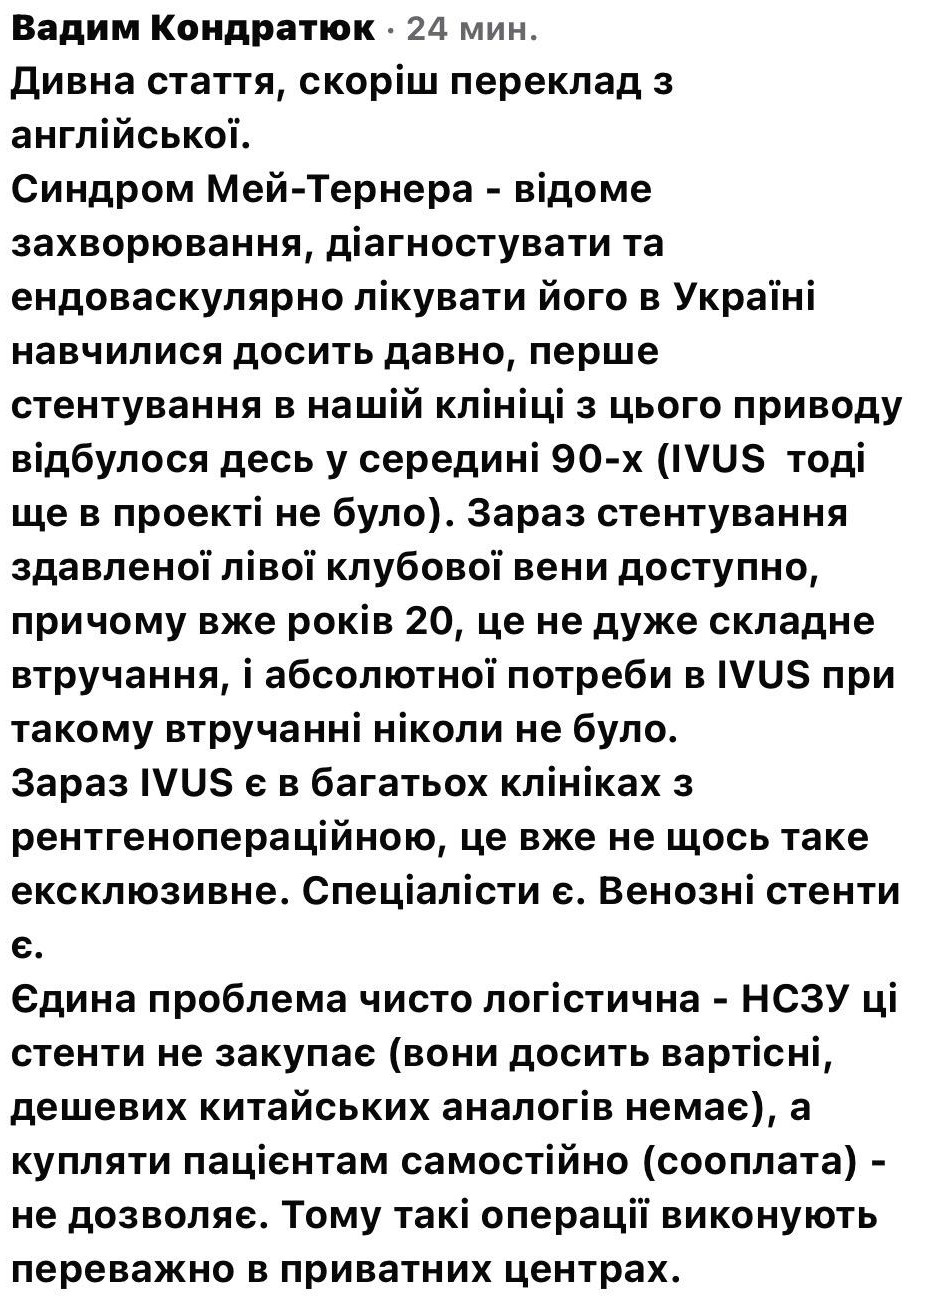 Вадим Кондратюк · 24 мин.
Дивна стаття, скоріш переклад з
англійської.
Синдром Мей-Тернера - відоме
захворювання, діагностувати та
ендоваскулярно лікувати його в Україні
навчилися досить давно, перше
стентування в нашій клініці з цього приводу
відбулося десь у середині 90-х (IVUS  тоді
ще в проекті не було). Зараз стентування
здавленої лівої клубової вени доступно,
причому вже років 20, це не дуже складне
втручання, і абсолютної потреби в IVUS при
такому втручанні ніколи не було.
Зараз IVUS є в багатьох клініках з
рентгеноперაційною, це вже не щось таке
ексклюзивне. Спеціалісти є. Венозні стенти
є.
Єдина проблема чисто логістична - НСЗУ ці
стенти не закупає (вони досить вартісні,
дешевих китайських аналогів немає), а
купляти пацієнтам самостійно (сооплата) -
не дозволяє. Тому такі операції виконують
переважно в приватних центрах.